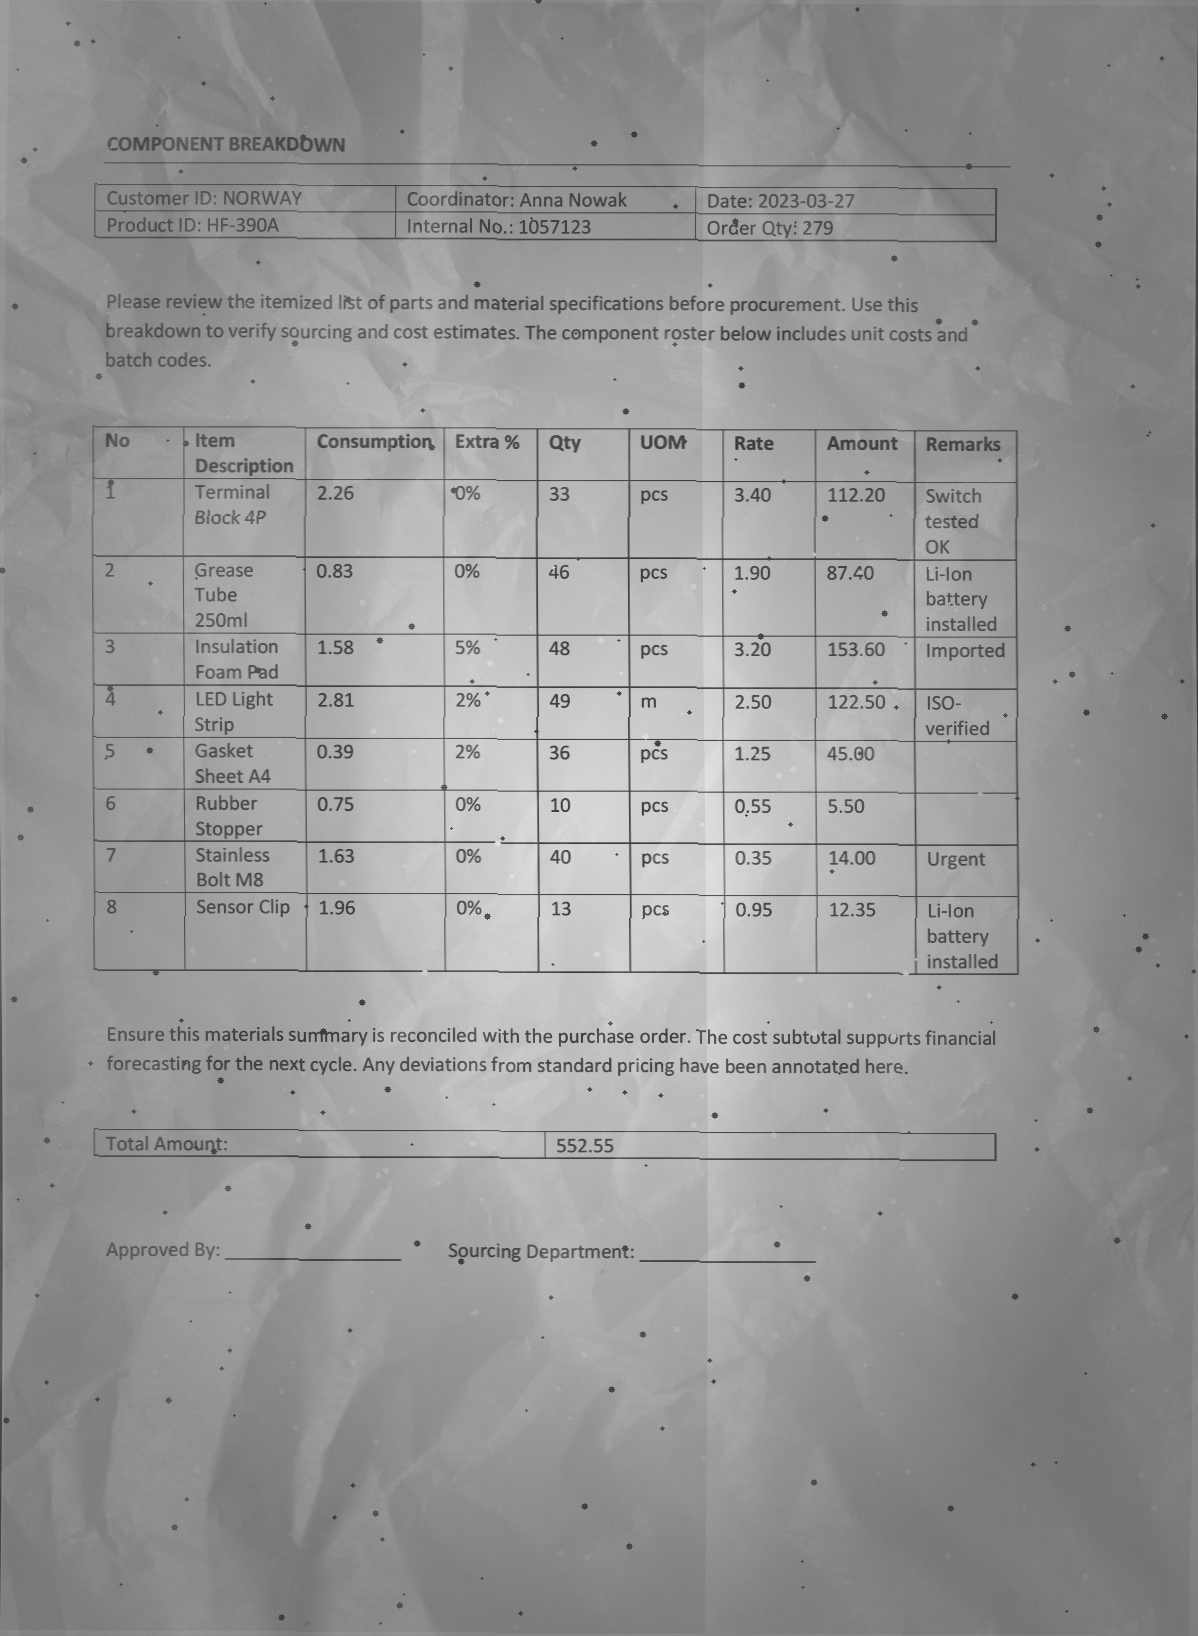 COMPONENT BREAKDOWN
Customer ID: NORWAY Coordinator: Anna Nowak Date: 2023-03-27
Product ID: HF-390A Internal No.: 1057123 Order Qty: 279
Please review the itemized list of parts and material specifications before procurement. Use this
breakdown to verify sourcing and cost estimates. The component roster below includes unit costs and
batch codes.
No Item Consumption Extra % Qty UOM Rate Amount Remarks
Description
1 Terminal 2.26 0% 33 pcs 3.40 112.20 Switch
Block 4P tested
OK
2 Grease 0.83 0% 46 pcs 1.90 87.40 Li-Ion
Tube battery
250ml installed
3 Insulation 1.58 5% 48 pcs 3.20 153.60 Imported
Foam Pad
4 LED Light 2.81 2% 49 m 2.50 122.50 ISO-
Strip verified
5 Gasket 0.39 2% 36 pcs 1.25 45.00
Sheet A4
6 Rubber 0.75 0% 10 pcs 0.55 5.50
Stopper
7 Stainless 1.63 0% 40 pcs 0.35 14.00 Urgent
Bolt M8
8 Sensor Clip 1.96 0% 13 pcs 0.95 12.35 Li-Ion
battery
installed
Ensure this materials summary is reconciled with the purchase order. The cost subtotal supports financial
forecasting for the next cycle. Any deviations from standard pricing have been annotated here.
Total Amount: 552.55
Approved By: Sourcing Department: